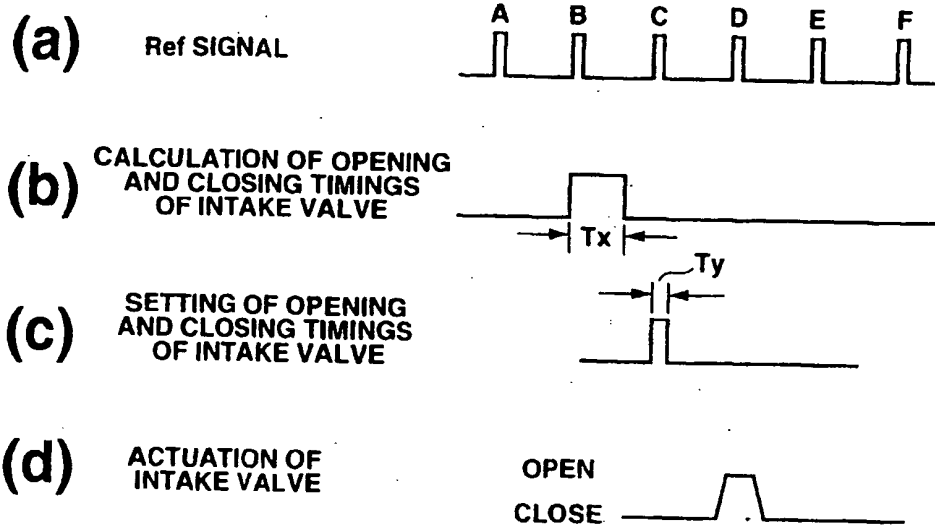 A B C D E F
(a) Ref SIGNAL
(b) CALCULATION OF OPENING
AND CLOSING TIMINGS
OF INTAKE VALVE
Tx
Ty
(c) SETTING OF OPENING
AND CLOSING TIMINGS
OF INTAKE VALVE
(d) ACTUATION OF
INTAKE VALVE
OPEN
CLOSE